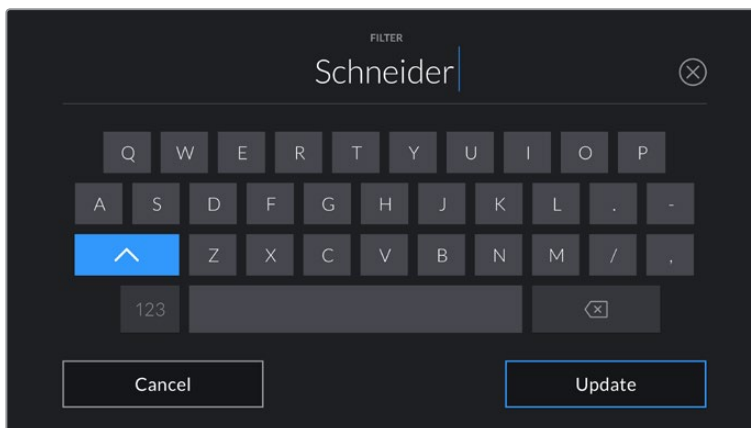 FILTER
Schneider
Q W E R T Y U I O P
A S D F G H J K L . -
Z X C V B N M / ,
123
Cancel Update